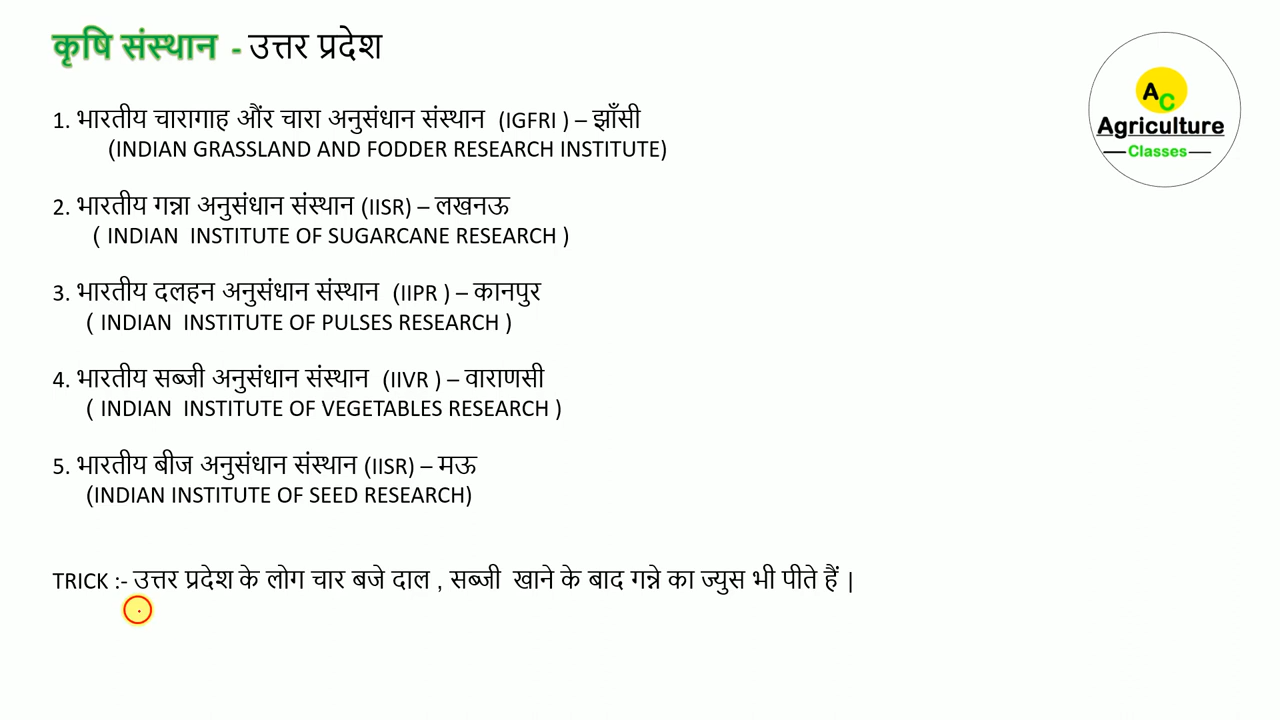 कृषि संस्थान - उत्तर प्रदेश
AC
Agriculture
Classes
1. भारतीय चारागाह औंर चारा अनुसंधान संस्थान (IGFRI ) – झाँसी
(INDIAN GRASSLAND AND FODDER RESEARCH INSTITUTE)
2. भारतीय गन्ना अनुसंधान संस्थान (IISR) – लखनऊ
( INDIAN INSTITUTE OF SUGARCANE RESEARCH )
3. भारतीय दलहन अनुसंधान संस्थान (IIPR ) – कानपुर
( INDIAN INSTITUTE OF PULSES RESEARCH )
4. भारतीय सब्जी अनुसंधान संस्थान (IIVR ) – वाराणसी
( INDIAN INSTITUTE OF VEGETABLES RESEARCH )
5. भारतीय बीज अनुसंधान संस्थान (IISR) – मऊ
(INDIAN INSTITUTE OF SEED RESEARCH)
TRICK :- उत्तर प्रदेश के लोग चार बजे दाल , सब्जी खाने के बाद गन्ने का ज्युस भी पीते हैं |